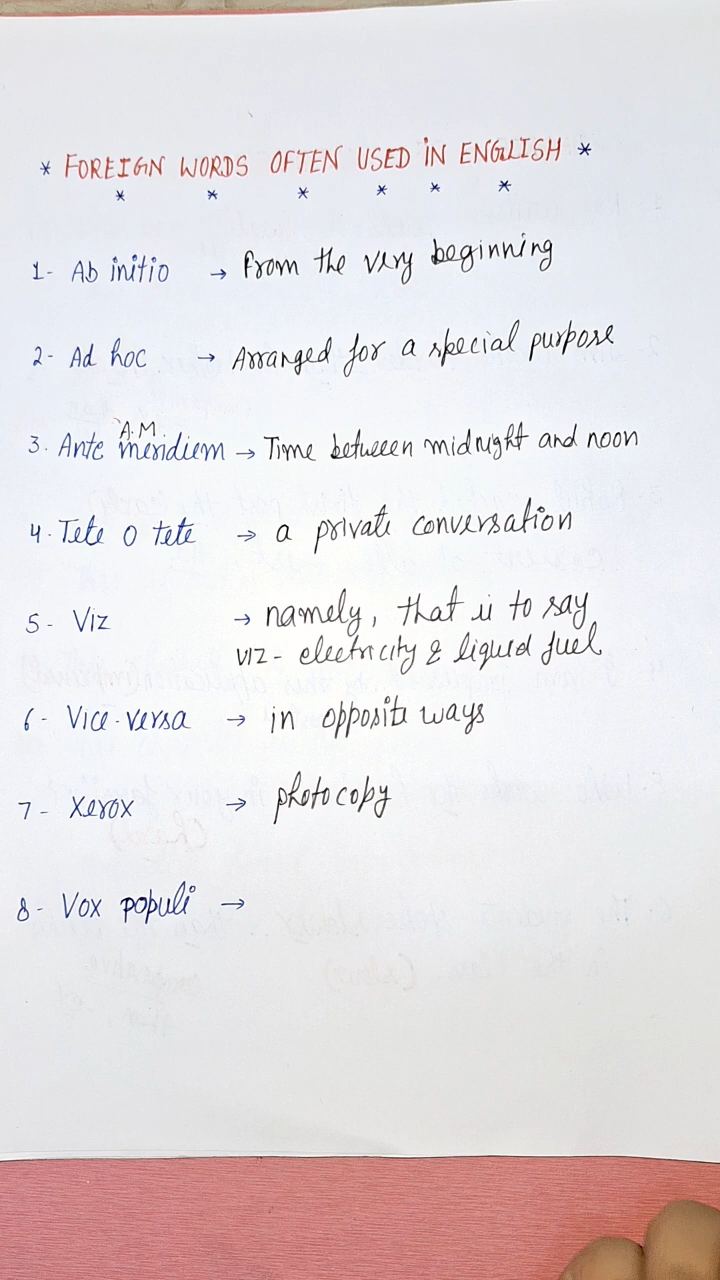 * FOREIGN WORDS OFTEN USED IN ENGLISH *
* * * * * *
1- Ab initio → from the very beginning
2- Ad hoc → Arranged for a special purpose
A.M
3. Ante meridiem → Time between midnight and noon
4. Tete o tete → a private conversation
5- Viz → namely, that is to say
VIZ - electricity & liquid fuel
6- Vice-versa → in opposite ways
7- Xerox → photocopy
8- Vox populi →